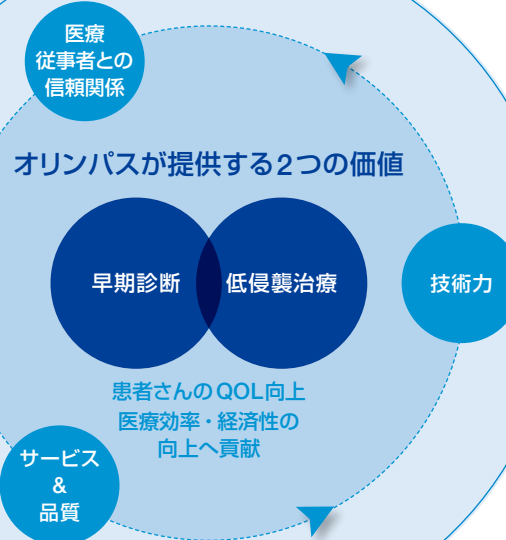 医療
従事者との
信頼関係
オリンパスが提供する2つの価値
早期診断
低侵襲治療
技術力
患者さんのQOL向上
医療効率・経済性の
向上へ貢献
サービス
&
品質